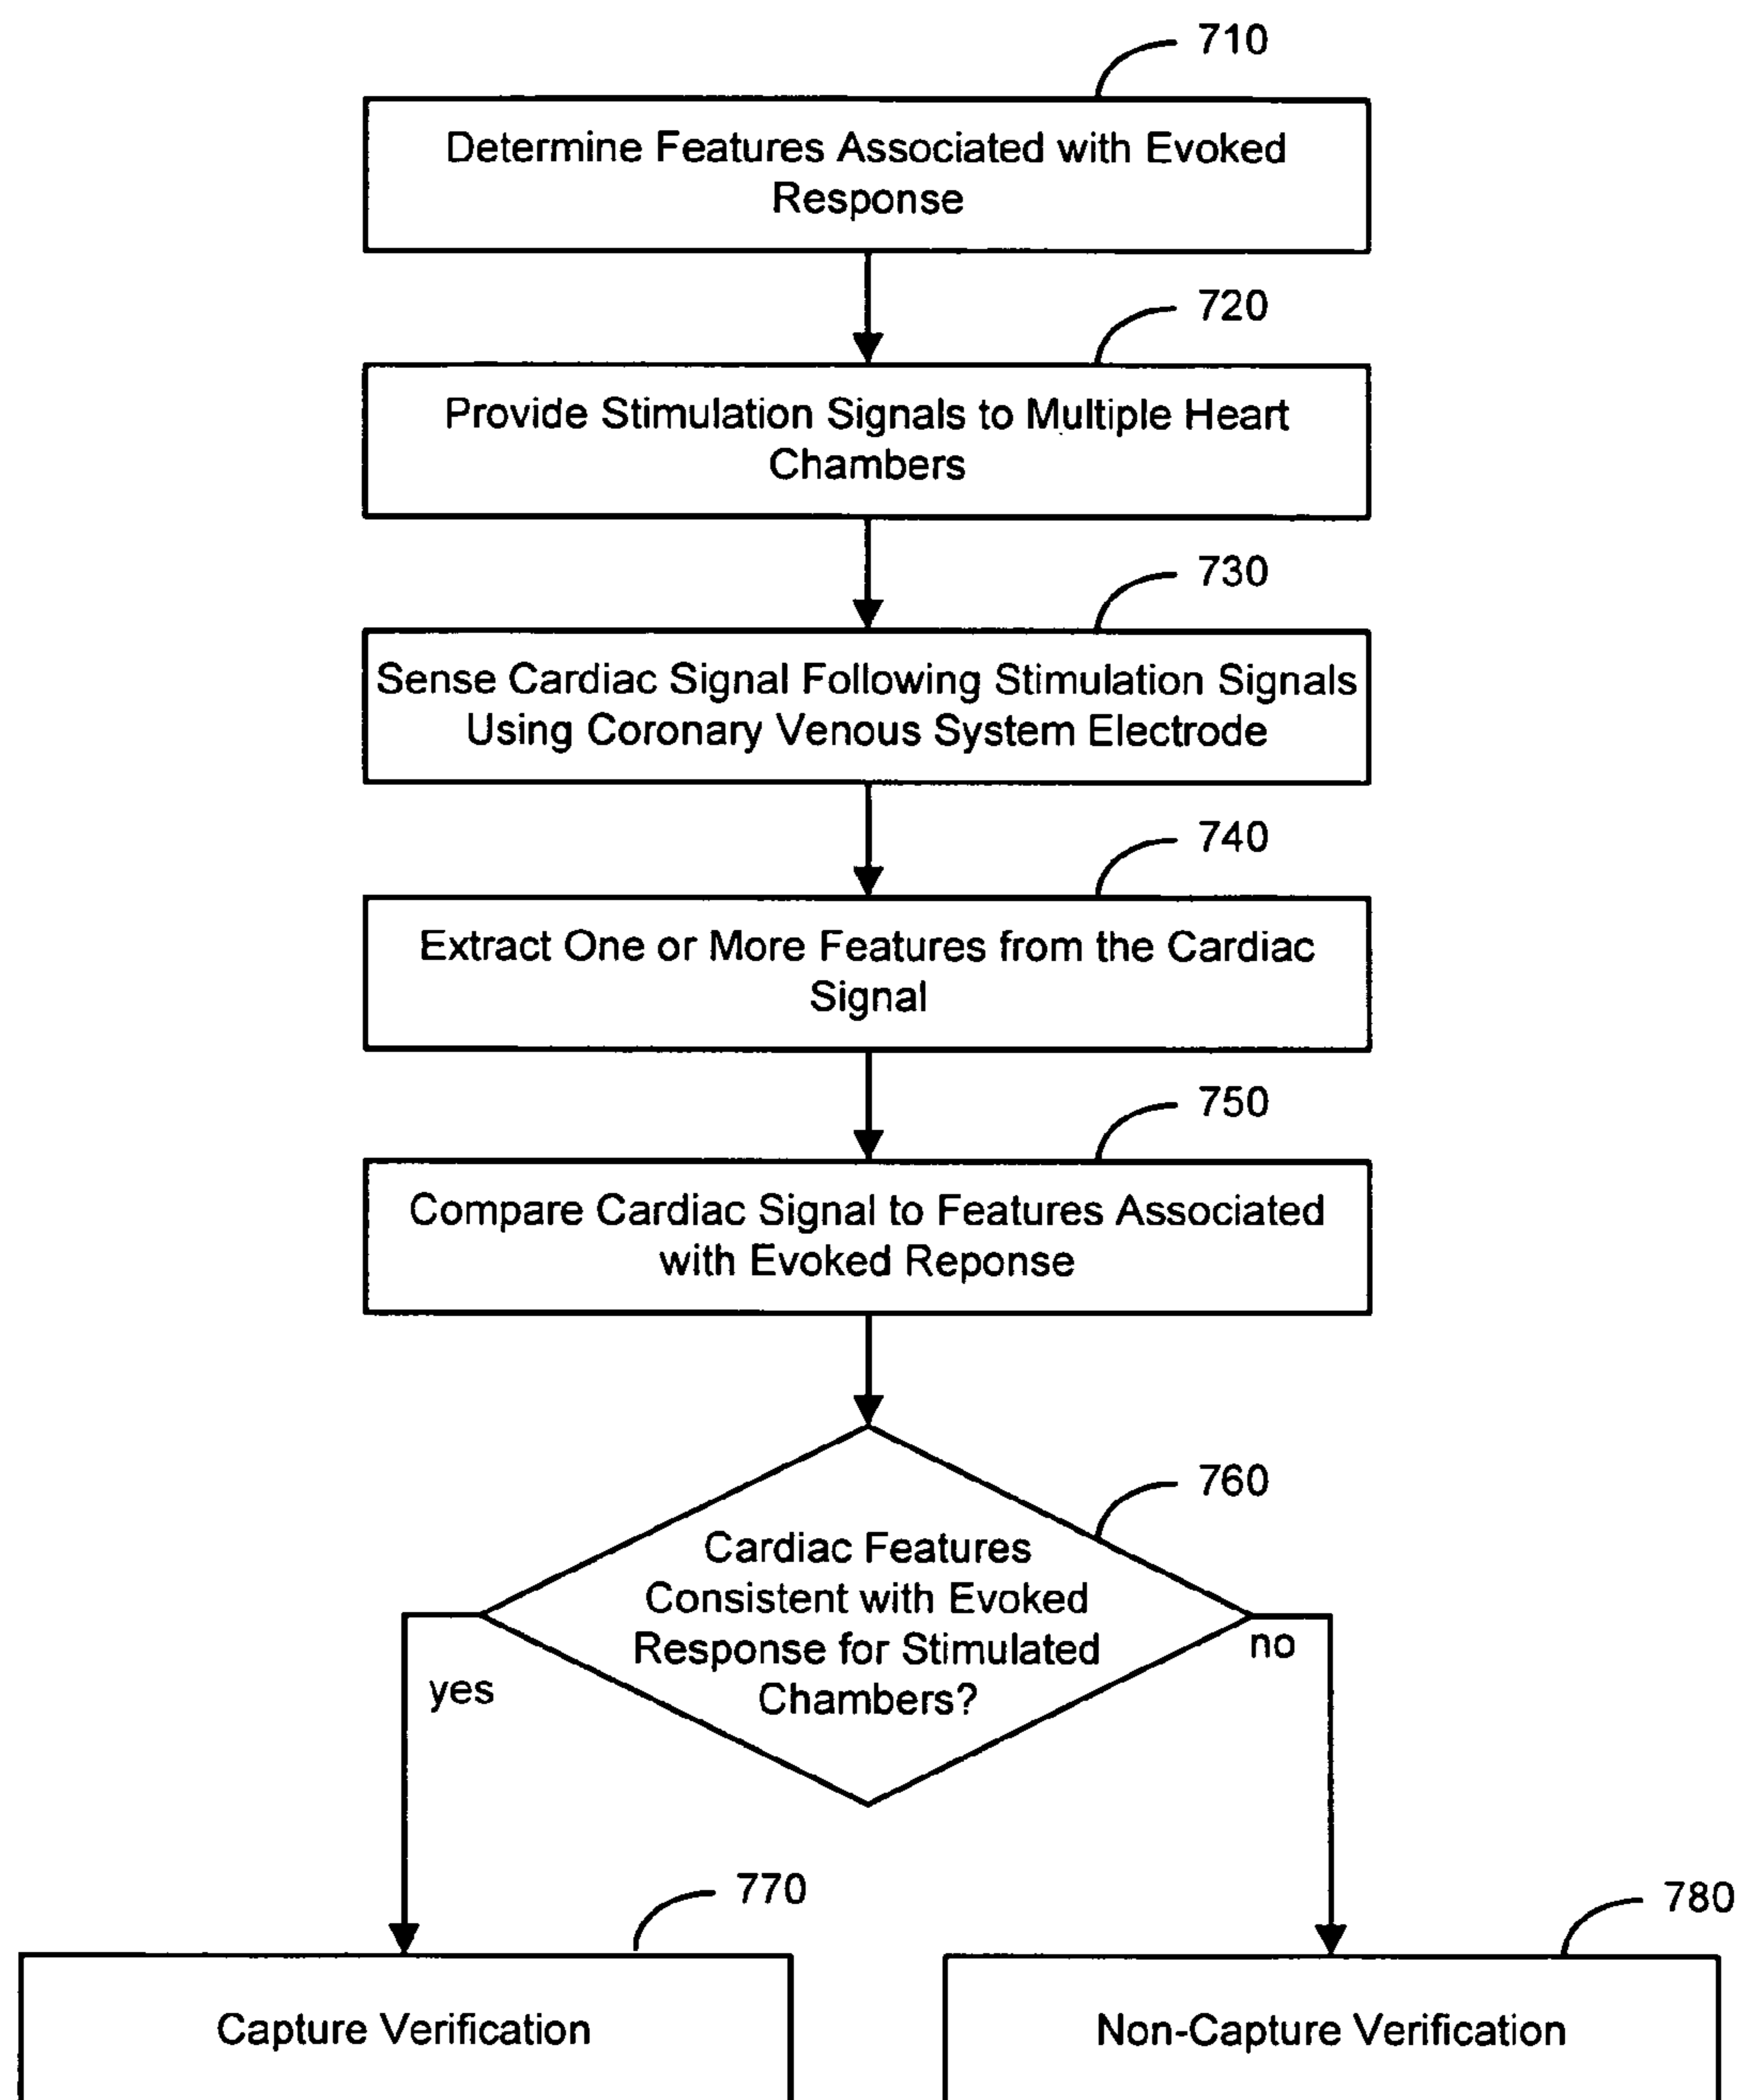 710
Determine Features Associated with Evoked
Response
720
Provide Stimulation Signals to Multiple Heart
Chambers
730
Sense Cardiac Signal Following Stimulation Signals
Using Coronary Venous System Electrode
740
Extract One or More Features from the Cardiac
Signal
750
Compare Cardiac Signal to Features Associated
with Evoked Reponse
760
Cardiac Features
Consistent with Evoked
Response for Stimulated
Chambers?
yes
no
770
Capture Verification
780
Non-Capture Verification